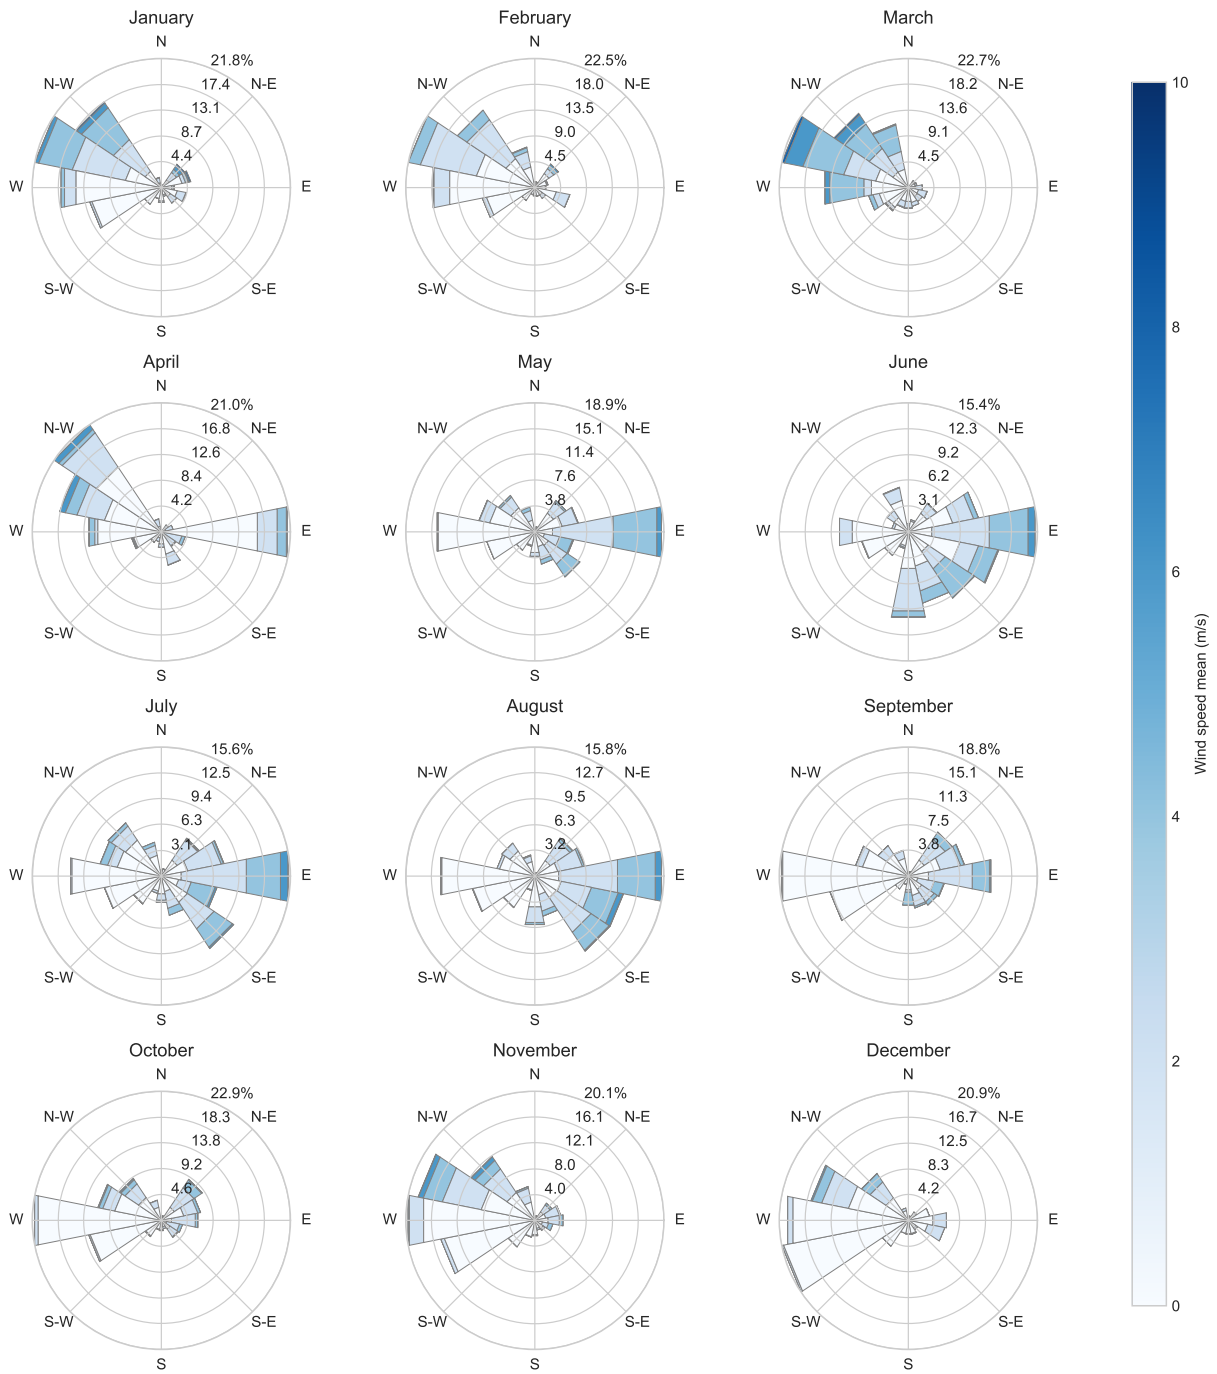 January
N
21.8%
N-W
17.4
N-E
13.1
8.7
4.4
W
E
S-W
S-E
S
February
N
22.5%
N-W
18.0
N-E
13.5
9.0
4.5
W
E
S-W
S-E
S
March
N
22.7%
N-W
18.2
N-E
13.6
9.1
4.5
W
E
S-W
S-E
S
April
N
21.0%
N-W
16.8
N-E
12.6
8.4
4.2
W
E
S-W
S-E
S
May
N
18.9%
N-W
15.1
N-E
11.4
7.6
3.8
W
E
S-W
S-E
S
June
N
15.4%
N-W
12.3
N-E
9.2
6.2
3.1
W
E
S-W
S-E
S
July
N
15.6%
N-W
12.5
N-E
9.4
6.3
3.1
W
E
S-W
S-E
S
August
N
15.8%
N-W
12.7
N-E
9.5
6.3
3.2
W
E
S-W
S-E
S
September
N
18.8%
N-W
15.1
N-E
11.3
7.5
3.8
W
E
S-W
S-E
S
October
N
22.9%
N-W
18.3
N-E
13.8
9.2
4.6
W
E
S-W
S-E
S
November
N
20.1%
N-W
16.1
N-E
12.1
8.0
4.0
W
E
S-W
S-E
S
December
N
20.9%
N-W
16.7
N-E
12.5
8.3
4.2
W
E
S-W
S-E
S
10
8
6
4
2
0
Wind speed mean (m/s)